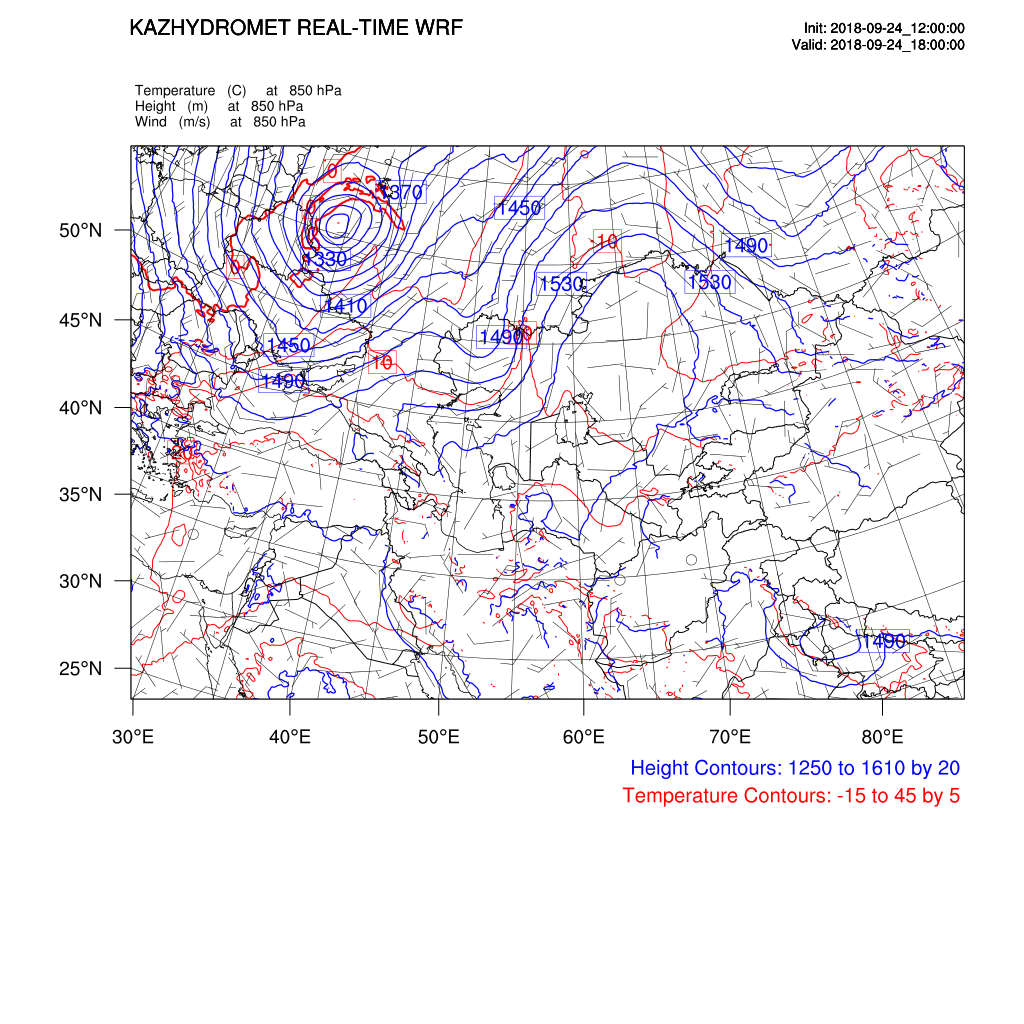 KAZHYDROMET REAL-TIME WRF
Init: 2018-09-24_12:00:00
Valid: 2018-09-24_18:00:00
Temperature (C) at 850 hPa
Height (m) at 850 hPa
Wind (m/s) at 850 hPa
0
1370
1450
50°N
10
1490
1330
0
1530
1530
1410
45°N
1490
1450
10
1490
40°N
20
35°N
30°N
1490
25°N
30°E 40°E 50°E 60°E 70°E 80°E
Height Contours: 1250 to 1610 by 20
Temperature Contours: -15 to 45 by 5